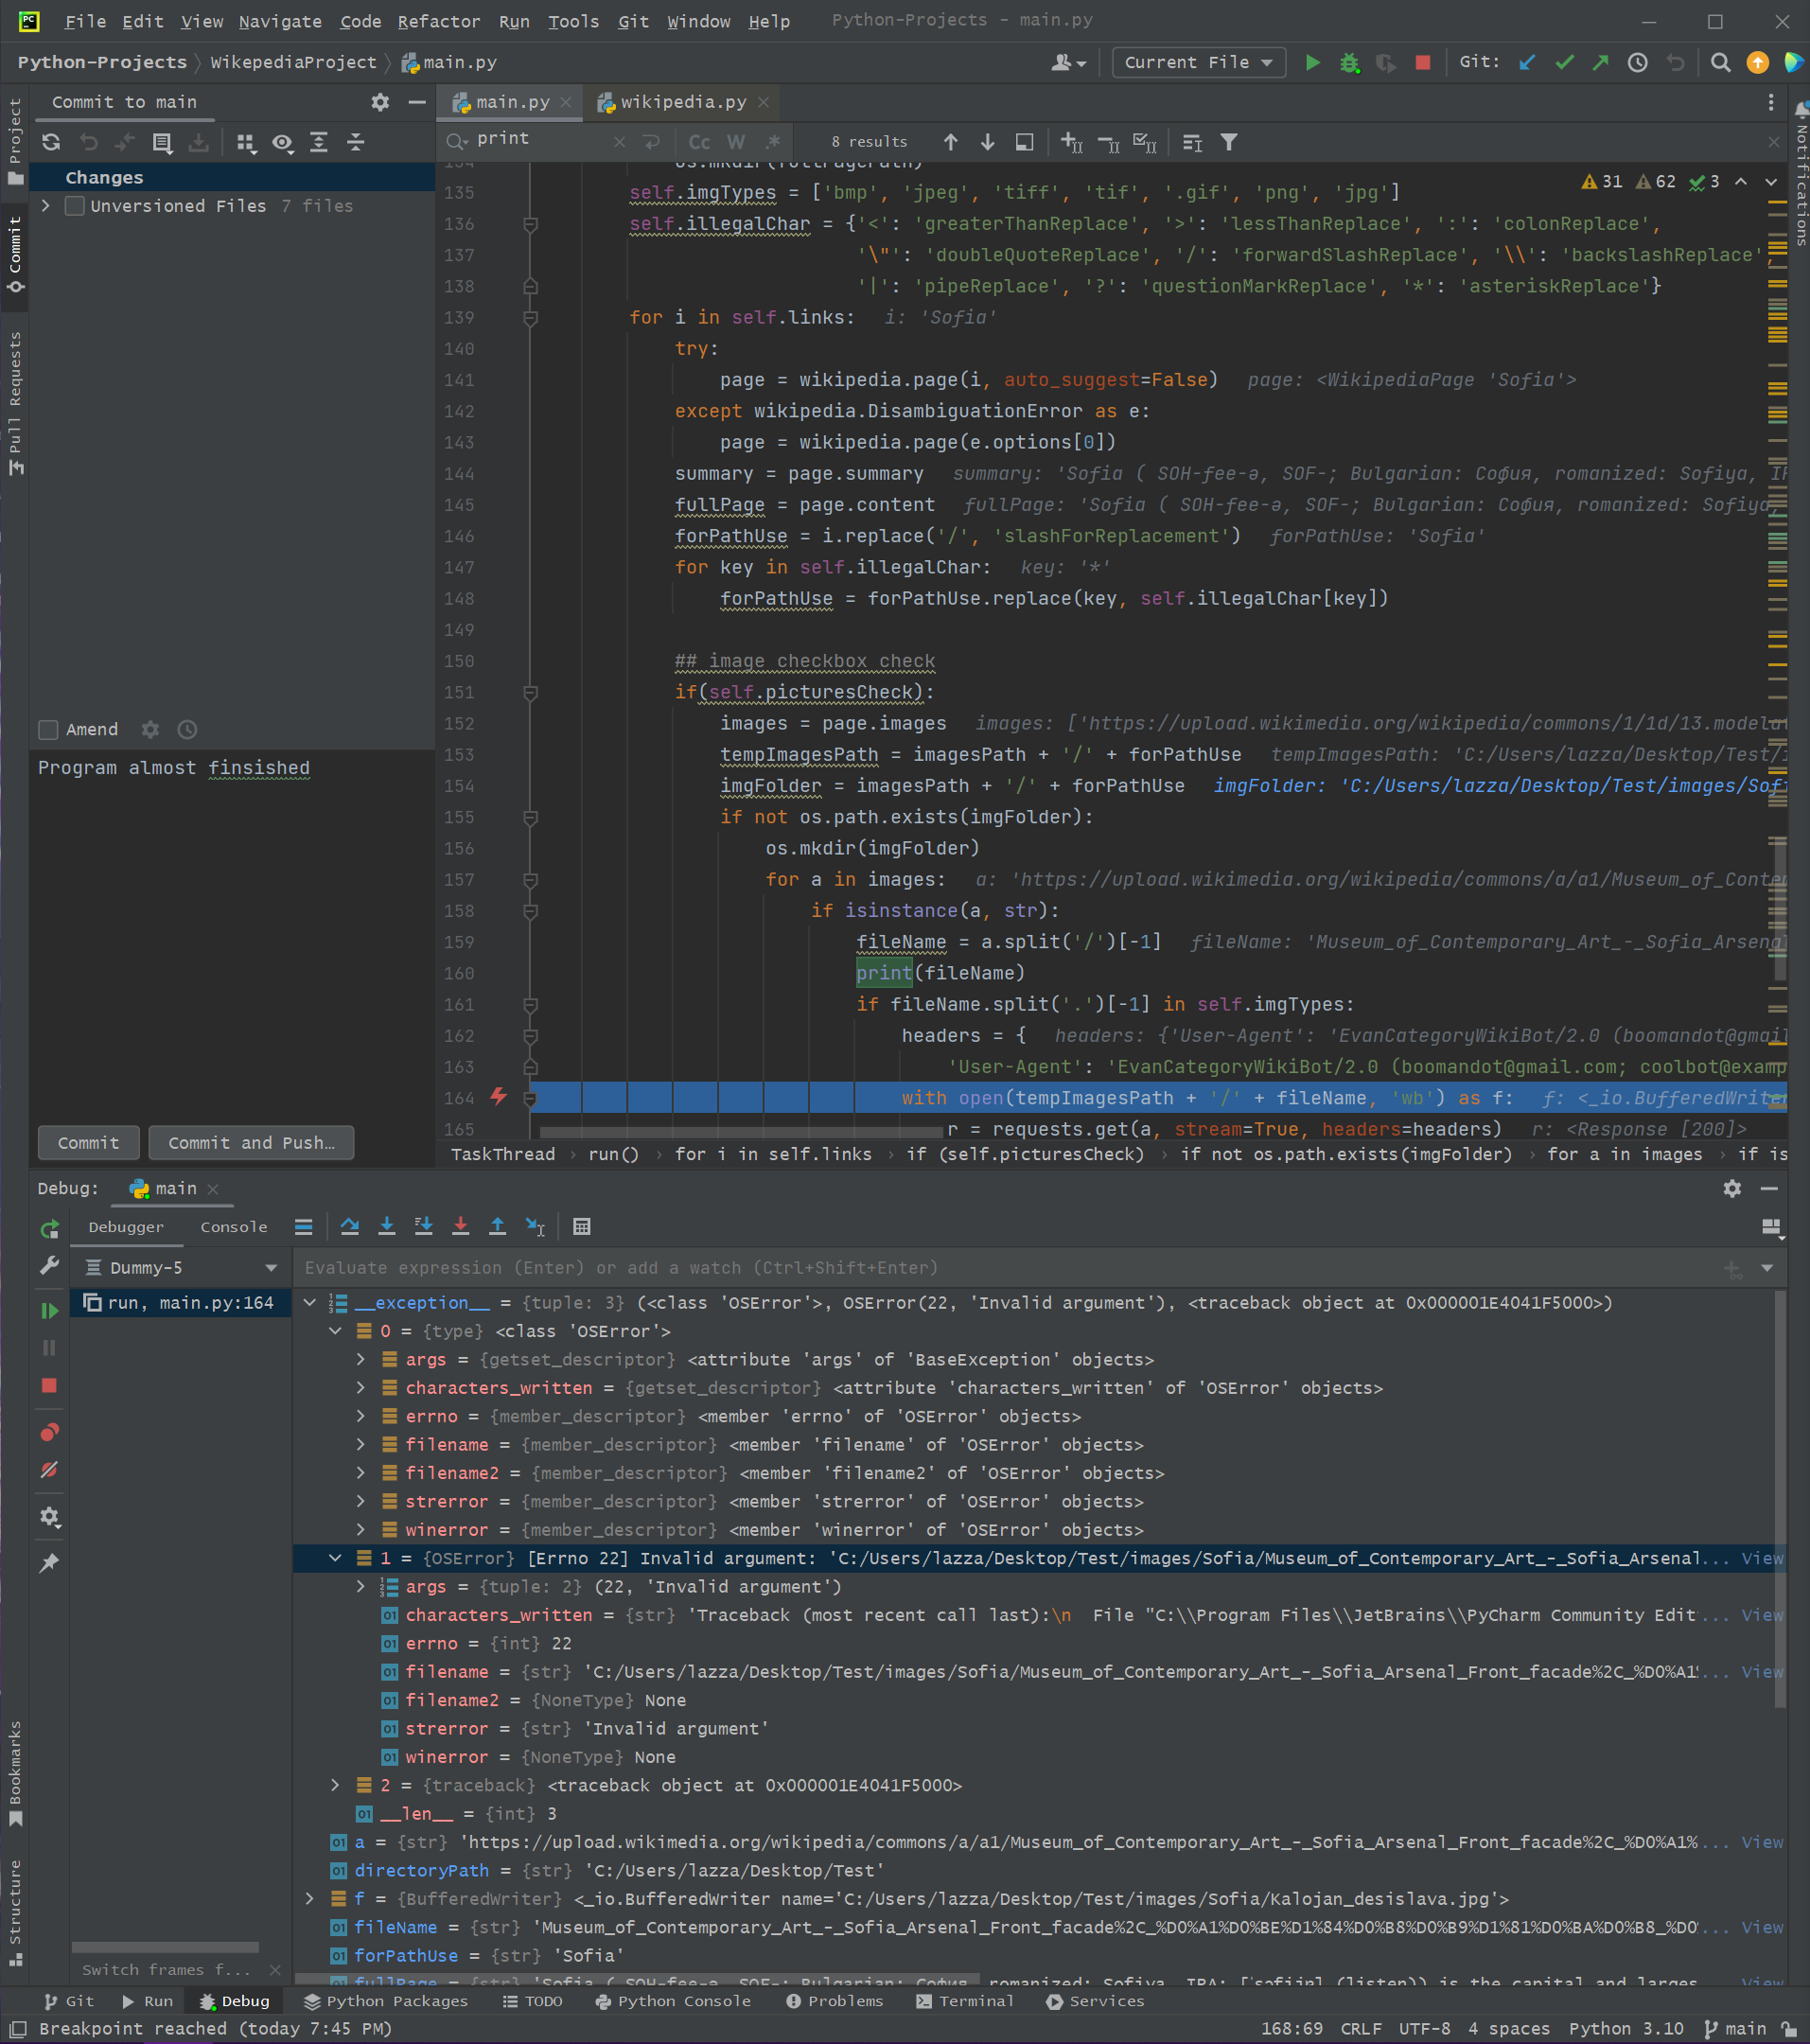 File Edit View Navigate Code Refactor Run Tools Git Window Help Python-Projects - main.py
Python-Projects WikepediaProject main.py Current File Git:
Commit to main
main.py wikipedia.py
print Cc W .* 8 results
Project
Commit
Pull Requests
Bookmarks
Structure
Notifications
Changes
Unversioned Files 7 files
Amend
Program almost finsished
Commit Commit and Push…
31 62 3
134 os.mkdir(fullPagePath)
135 self.imgTypes = ['bmp', 'jpeg', 'tiff', 'tif', '.gif', 'png', 'jpg']
136 self.illegalChar = {'<': 'greaterThanReplace', '>': 'lessThanReplace', ':': 'colonReplace',
137 '\"': 'doubleQuoteReplace', '/': 'forwardSlashReplace', '\\': 'backslashReplace',
138 '|': 'pipeReplace', '?': 'questionMarkReplace', '*': 'asteriskReplace'}
139 for i in self.links: i: 'Sofia'
140 try:
141 page = wikipedia.page(i, auto_suggest=False) page: <WikipediaPage 'Sofia'>
142 except wikipedia.DisambiguationError as e:
143 page = wikipedia.page(e.options[0])
144 summary = page.summary summary: 'Sofia ( SOH-fee-ə, SOF-; Bulgarian: София, romanized: Sofiya, IP
145 fullPage = page.content fullPage: 'Sofia ( SOH-fee-ə, SOF-; Bulgarian: София, romanized: Sofiya,
146 forPathUse = i.replace('/', 'slashForReplacement') forPathUse: 'Sofia'
147 for key in self.illegalChar: key: '*'
148 forPathUse = forPathUse.replace(key, self.illegalChar[key])
149
150 ## image checkbox check
151 if(self.picturesCheck):
152 images = page.images images: ['https://upload.wikimedia.org/wikipedia/commons/1/1d/13.modela
153 tempImagesPath = imagesPath + '/' + forPathUse tempImagesPath: 'C:/Users/lazza/Desktop/Test/i
154 imgFolder = imagesPath + '/' + forPathUse imgFolder: 'C:/Users/lazza/Desktop/Test/images/Sofi
155 if not os.path.exists(imgFolder):
156 os.mkdir(imgFolder)
157 for a in images: a: 'https://upload.wikimedia.org/wikipedia/commons/a/a1/Museum_of_Contem
158 if isinstance(a, str):
159 fileName = a.split('/')[-1] fileName: 'Museum_of_Contemporary_Art_-_Sofia_Arsenal
160 print(fileName)
161 if fileName.split('.')[-1] in self.imgTypes:
162 headers = { headers: {'User-Agent': 'EvanCategoryWikiBot/2.0 (boomandot@gmail
163 'User-Agent': 'EvanCategoryWikiBot/2.0 (boomandot@gmail.com; coolbot@examp
164 with open(tempImagesPath + '/' + fileName, 'wb') as f: f: <_io.BufferedWriter
165 r = requests.get(a, stream=True, headers=headers) r: <Response [200]>
TaskThread › run() › for i in self.links › if (self.picturesCheck) › if not os.path.exists(imgFolder) › for a in images › if is
Debug: main
Debugger Console
Dummy-5 Evaluate expression (Enter) or add a watch (Ctrl+Shift+Enter)
run, main.py:164
__exception__ = {tuple: 3} (<class 'OSError'>, OSError(22, 'Invalid argument'), <traceback object at 0x000001E4041F5000>)
0 = {type} <class 'OSError'>
args = {getset_descriptor} <attribute 'args' of 'BaseException' objects>
characters_written = {getset_descriptor} <attribute 'characters_written' of 'OSError' objects>
errno = {member_descriptor} <member 'errno' of 'OSError' objects>
filename = {member_descriptor} <member 'filename' of 'OSError' objects>
filename2 = {member_descriptor} <member 'filename2' of 'OSError' objects>
strerror = {member_descriptor} <member 'strerror' of 'OSError' objects>
winerror = {member_descriptor} <member 'winerror' of 'OSError' objects>
1 = {OSError} [Errno 22] Invalid argument: 'C:/Users/lazza/Desktop/Test/images/Sofia/Museum_of_Contemporary_Art_-_Sofia_Arsenal... View
args = {tuple: 2} (22, 'Invalid argument')
characters_written = {str} 'Traceback (most recent call last):\n File "C:\\Program Files\\JetBrains\\PyCharm Community Edit... View
errno = {int} 22
filename = {str} 'C:/Users/lazza/Desktop/Test/images/Sofia/Museum_of_Contemporary_Art_-_Sofia_Arsenal_Front_facade%2C_%D0%A1%... View
filename2 = {NoneType} None
strerror = {str} 'Invalid argument'
winerror = {NoneType} None
2 = {traceback} <traceback object at 0x000001E4041F5000>
__len__ = {int} 3
a = {str} 'https://upload.wikimedia.org/wikipedia/commons/a/a1/Museum_of_Contemporary_Art_-_Sofia_Arsenal_Front_facade%2C_%D0%A1%... View
directoryPath = {str} 'C:/Users/lazza/Desktop/Test'
f = {BufferedWriter} <_io.BufferedWriter name='C:/Users/lazza/Desktop/Test/images/Sofia/Kalojan_desislava.jpg'>
fileName = {str} 'Museum_of_Contemporary_Art_-_Sofia_Arsenal_Front_facade%2C_%D0%A1%D0%BE%D1%84%D0%B8%D0%B9%D1%81%D0%BA%D0%B8_%D0... View
forPathUse = {str} 'Sofia'
fullPage = {str} 'Sofia ( SOH-fee-ə, SOF-; Bulgarian: София, romanized: Sofiya, IPA: (listen)) is the capital and larges... View
Switch frames f...
Git Run Debug Python Packages TODO Python Console Problems Terminal Services
Breakpoint reached (today 7:45 PM) 168:69 CRLF UTF-8 4 spaces Python 3.10 main